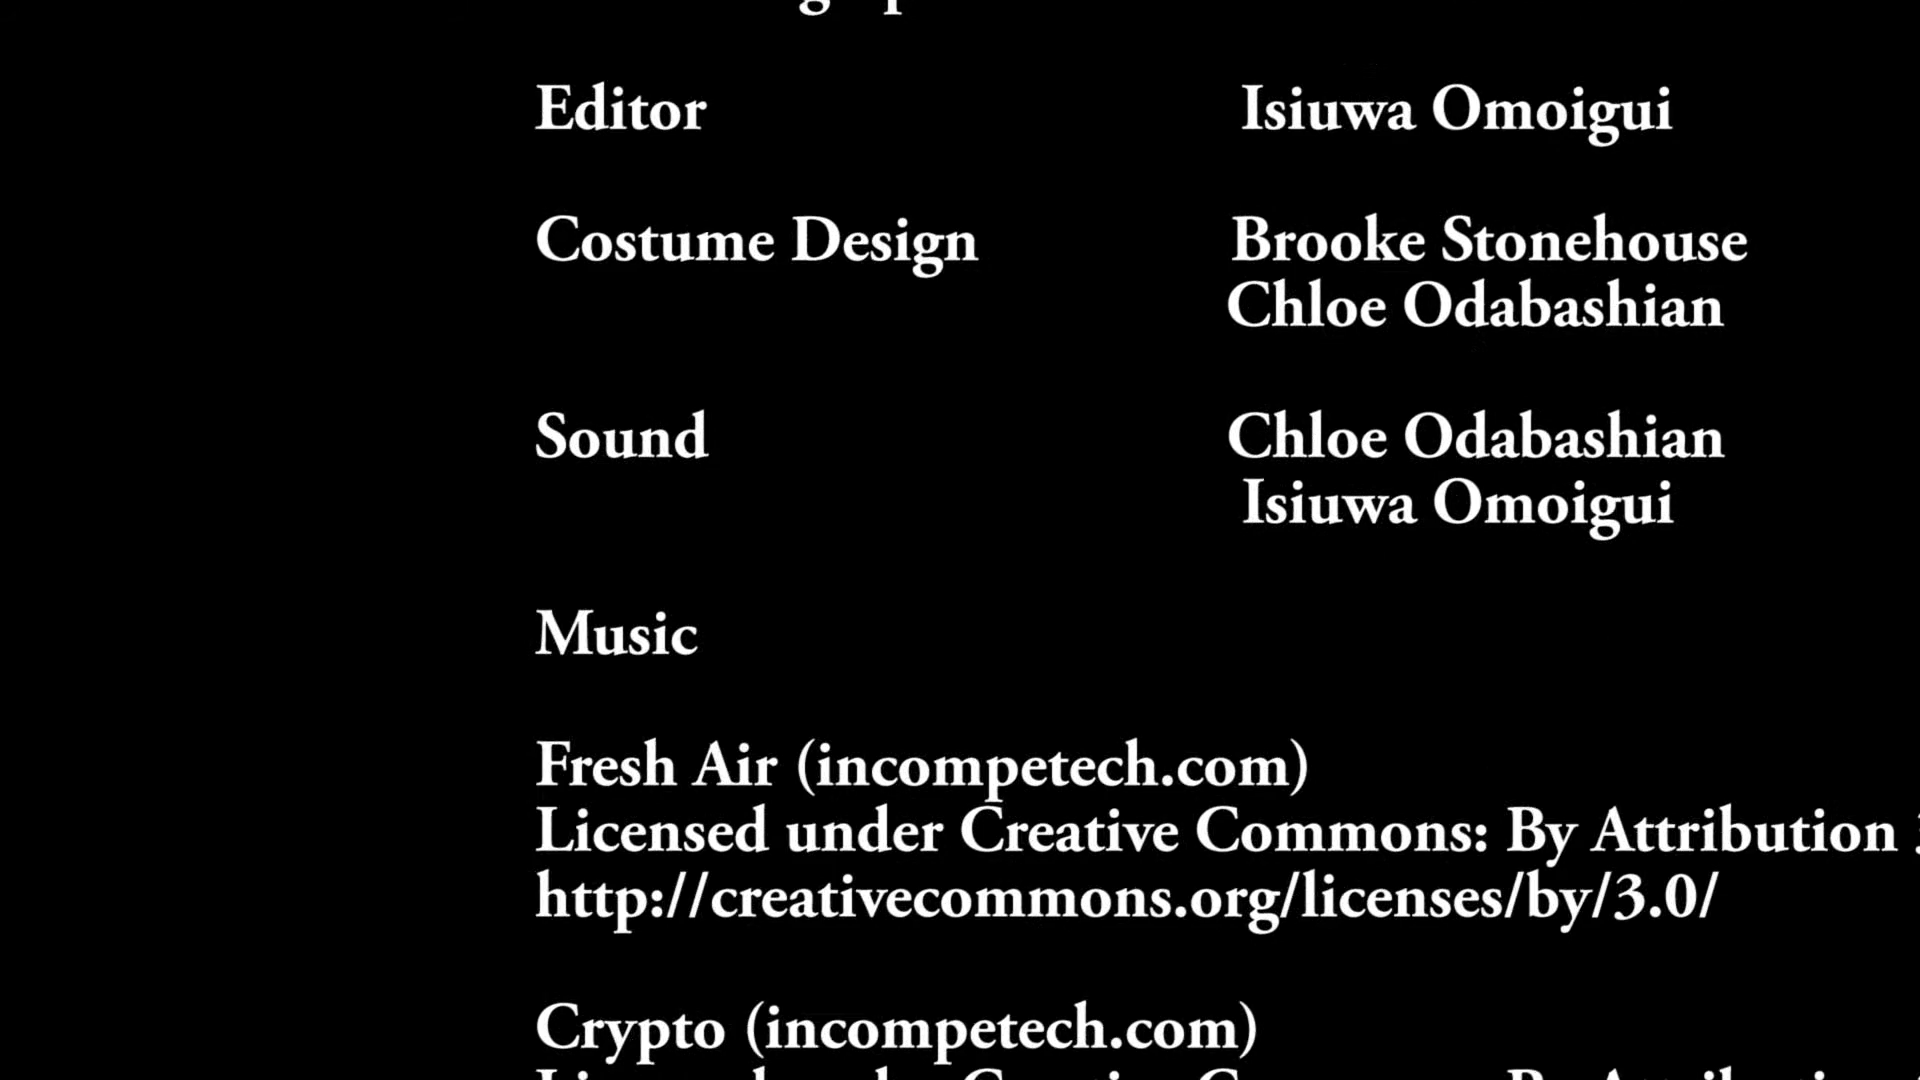 Editor Isiuwa Omoigui
Costume Design Brooke Stonehouse
Chloe Odabashian
Sound Chloe Odabashian
Isiuwa Omoigui
Music
Fresh Air (incompetech.com)
Licensed under Creative Commons: By Attribution
http://creativecommons.org/licenses/by/3.0/
Crypto (incompetech.com)